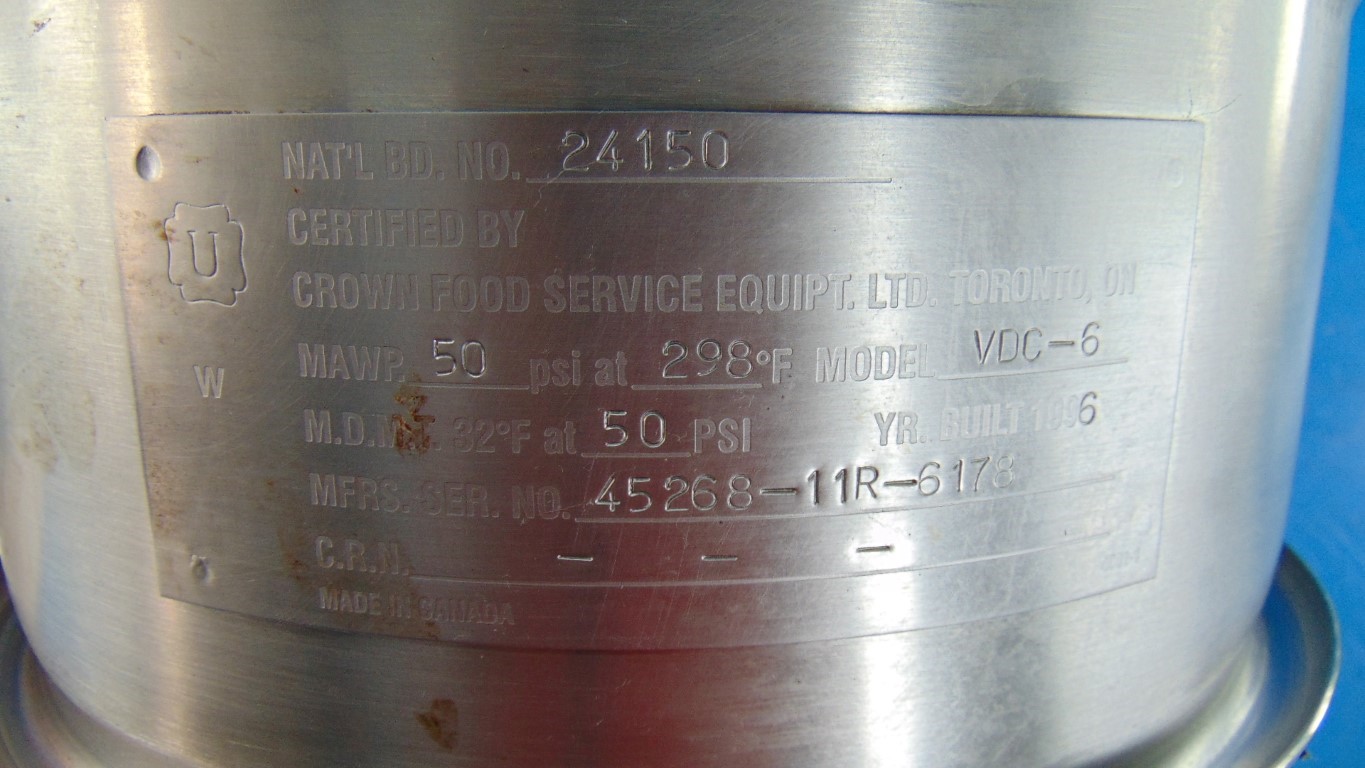 NAT'L BD. NO. 24150
U
CERTIFIED BY
CROWN FOOD SERVICE EQUIPT. LTD. TORONTO, ON
MAWP. 50 psi at 298°F MODEL VDC-6
W
M.D.M.T. 32°F at 50 PSI YR. BUILT 1996
MFRS. SER. NO. 45268-11R-6178
C.R.N. - - -
MADE IN CANADA